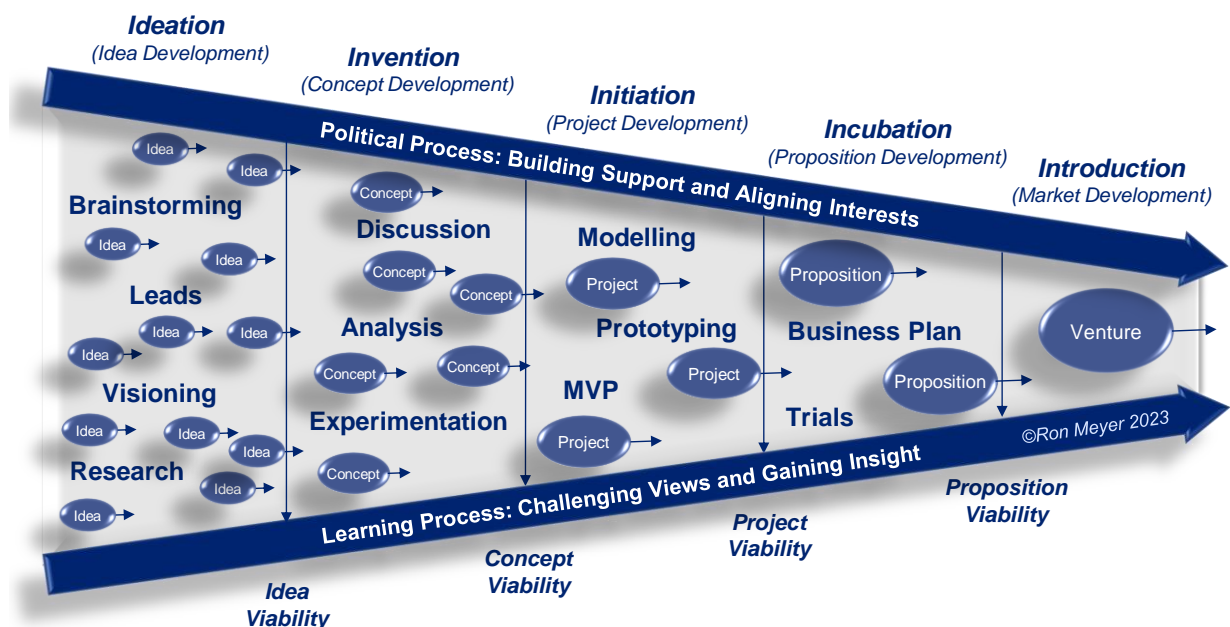 Ideation
(Idea Development)
Invention
(Concept Development)
Initiation
(Project Development)
Incubation
(Proposition Development)
Introduction
(Market Development)
Political Process: Building Support and Aligning Interests
Idea
Idea
Brainstorming
Idea
Idea
Leads
Idea
Idea
Idea
Visioning
Idea
Idea
Idea
Research
Idea
Idea
Concept
Discussion
Concept
Concept
Analysis
Concept
Concept
Experimentation
Concept
Modelling
Project
Prototyping
Project
MVP
Project
Proposition
Business Plan
Proposition
Trials
Venture
©Ron Meyer 2023
Learning Process: Challenging Views and Gaining Insight
Idea
Viability
Concept
Viability
Project
Viability
Proposition
Viability